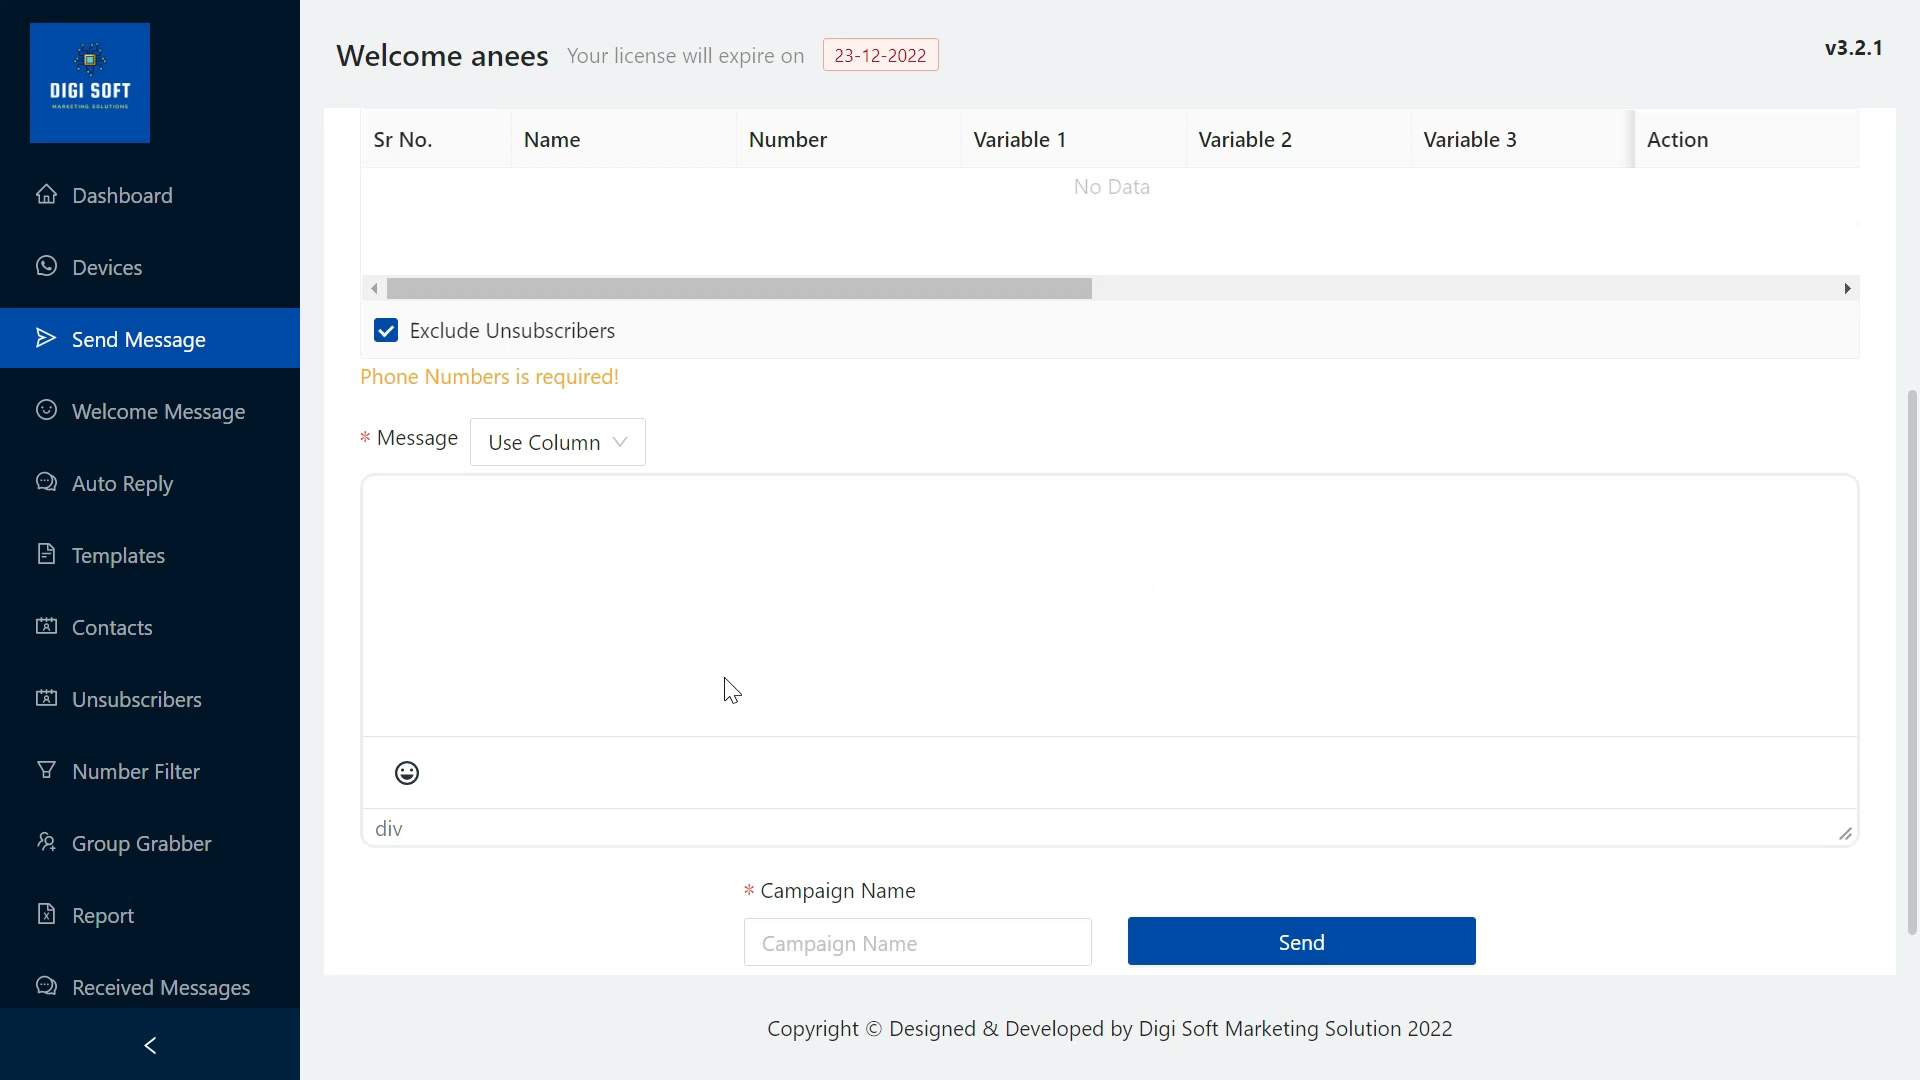 DIGI SOFT
MARKETING SOLUTIONS
Dashboard
Devices
Send Message
Welcome Message
Auto Reply
Templates
Contacts
Unsubscribers
Number Filter
Group Grabber
Report
Received Messages
Welcome anees Your license will expire on 23-12-2022
v3.2.1
Sr No. Name Number Variable 1 Variable 2 Variable 3 Action
No Data
Exclude Unsubscribers
Phone Numbers is required!
* Message Use Column
div
* Campaign Name
Campaign Name
Send
Copyright © Designed & Developed by Digi Soft Marketing Solution 2022